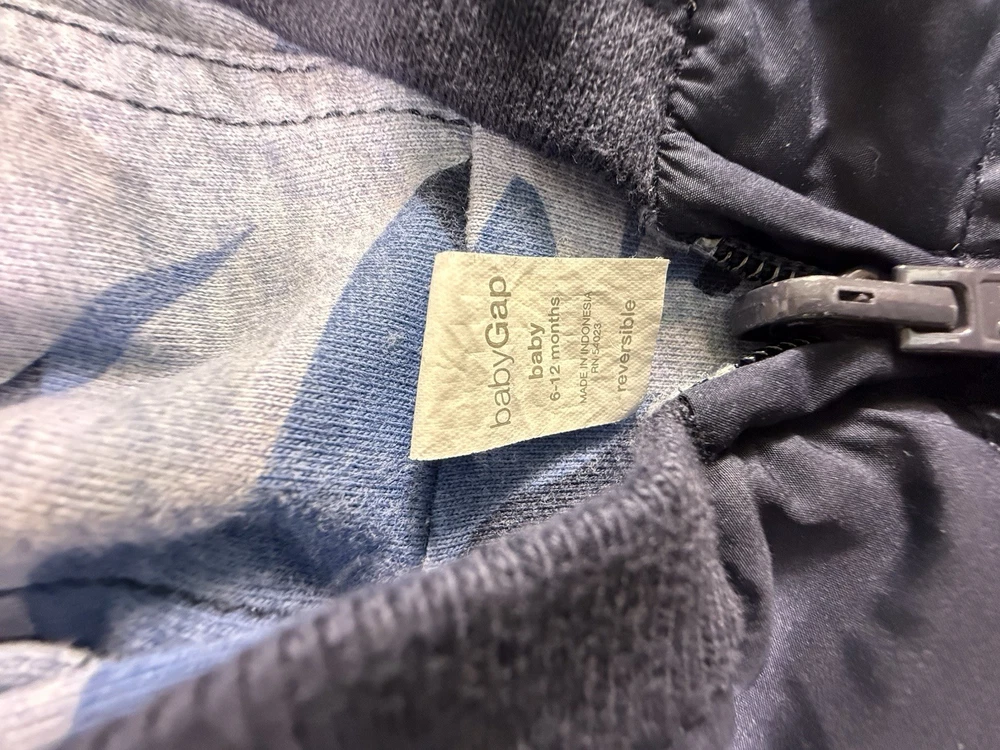 babyGap
baby
6-12 months
MADE IN INDONESIA
RN 54023
reversible